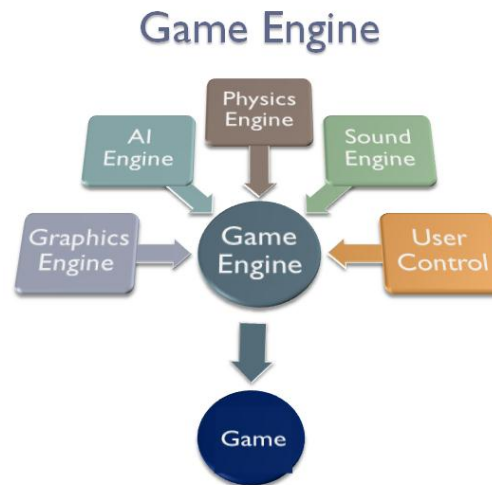 Game Engine
Physics
Engine
AI
Engine
Sound
Engine
Graphics
Engine
Game
Engine
User
Control
Game